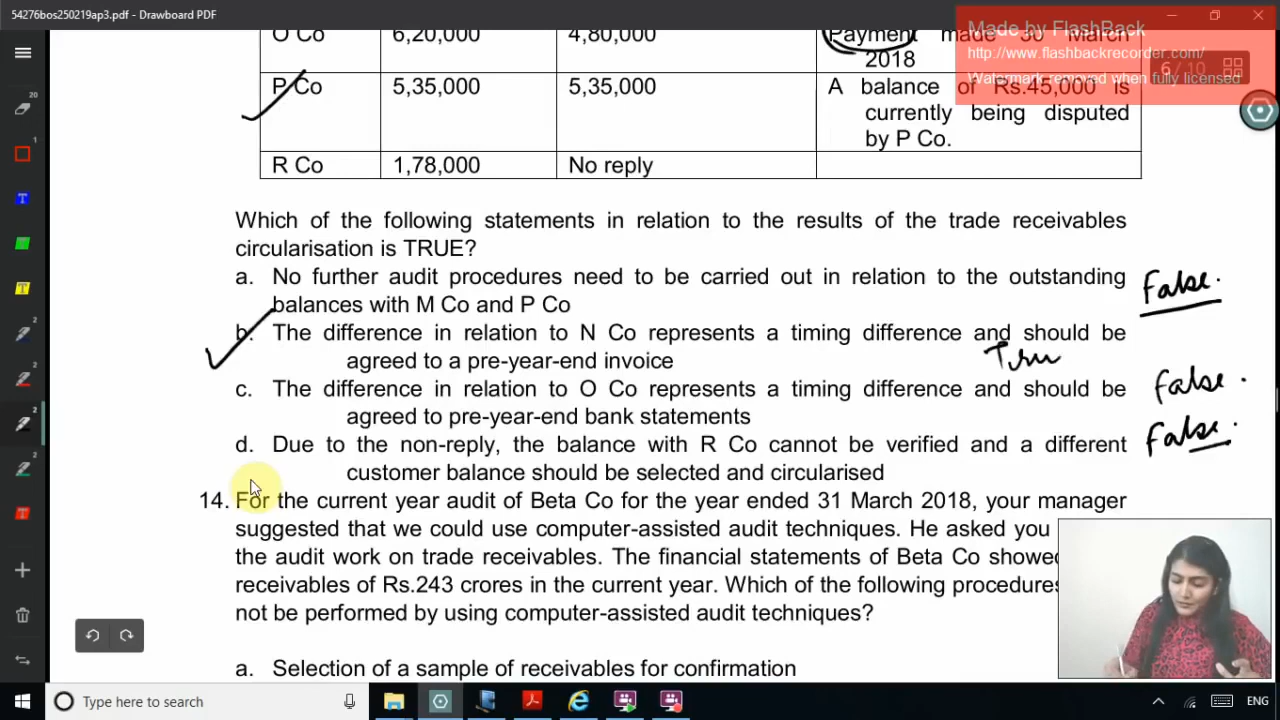 54276bos250219ap3.pdf - Drawboard PDF
Made by FlashBack
http://www.flashbackrecorder.com/
Watermark removed when fully licensed
6 / 10
O Co 6,20,000 4,80,000 Payment made 30 March
2018
P Co 5,35,000 5,35,000 A balance of Rs.45,000 is
currently being disputed
by P Co.
R Co 1,78,000 No reply
Which of the following statements in relation to the results of the trade receivables
circularisation is TRUE?
a. No further audit procedures need to be carried out in relation to the outstanding
balances with M Co and P Co
False.
b. The difference in relation to N Co represents a timing difference and should be
agreed to a pre-year-end invoice
True
c. The difference in relation to O Co represents a timing difference and should be
agreed to pre-year-end bank statements
False.
d. Due to the non-reply, the balance with R Co cannot be verified and a different
customer balance should be selected and circularised
False.
14. For the current year audit of Beta Co for the year ended 31 March 2018, your manager
suggested that we could use computer-assisted audit techniques. He asked you
the audit work on trade receivables. The financial statements of Beta Co showed
receivables of Rs.243 crores in the current year. Which of the following procedures
not be performed by using computer-assisted audit techniques?
a. Selection of a sample of receivables for confirmation
20
1
T
T
2
2
2
2
T
Type here to search
ENG